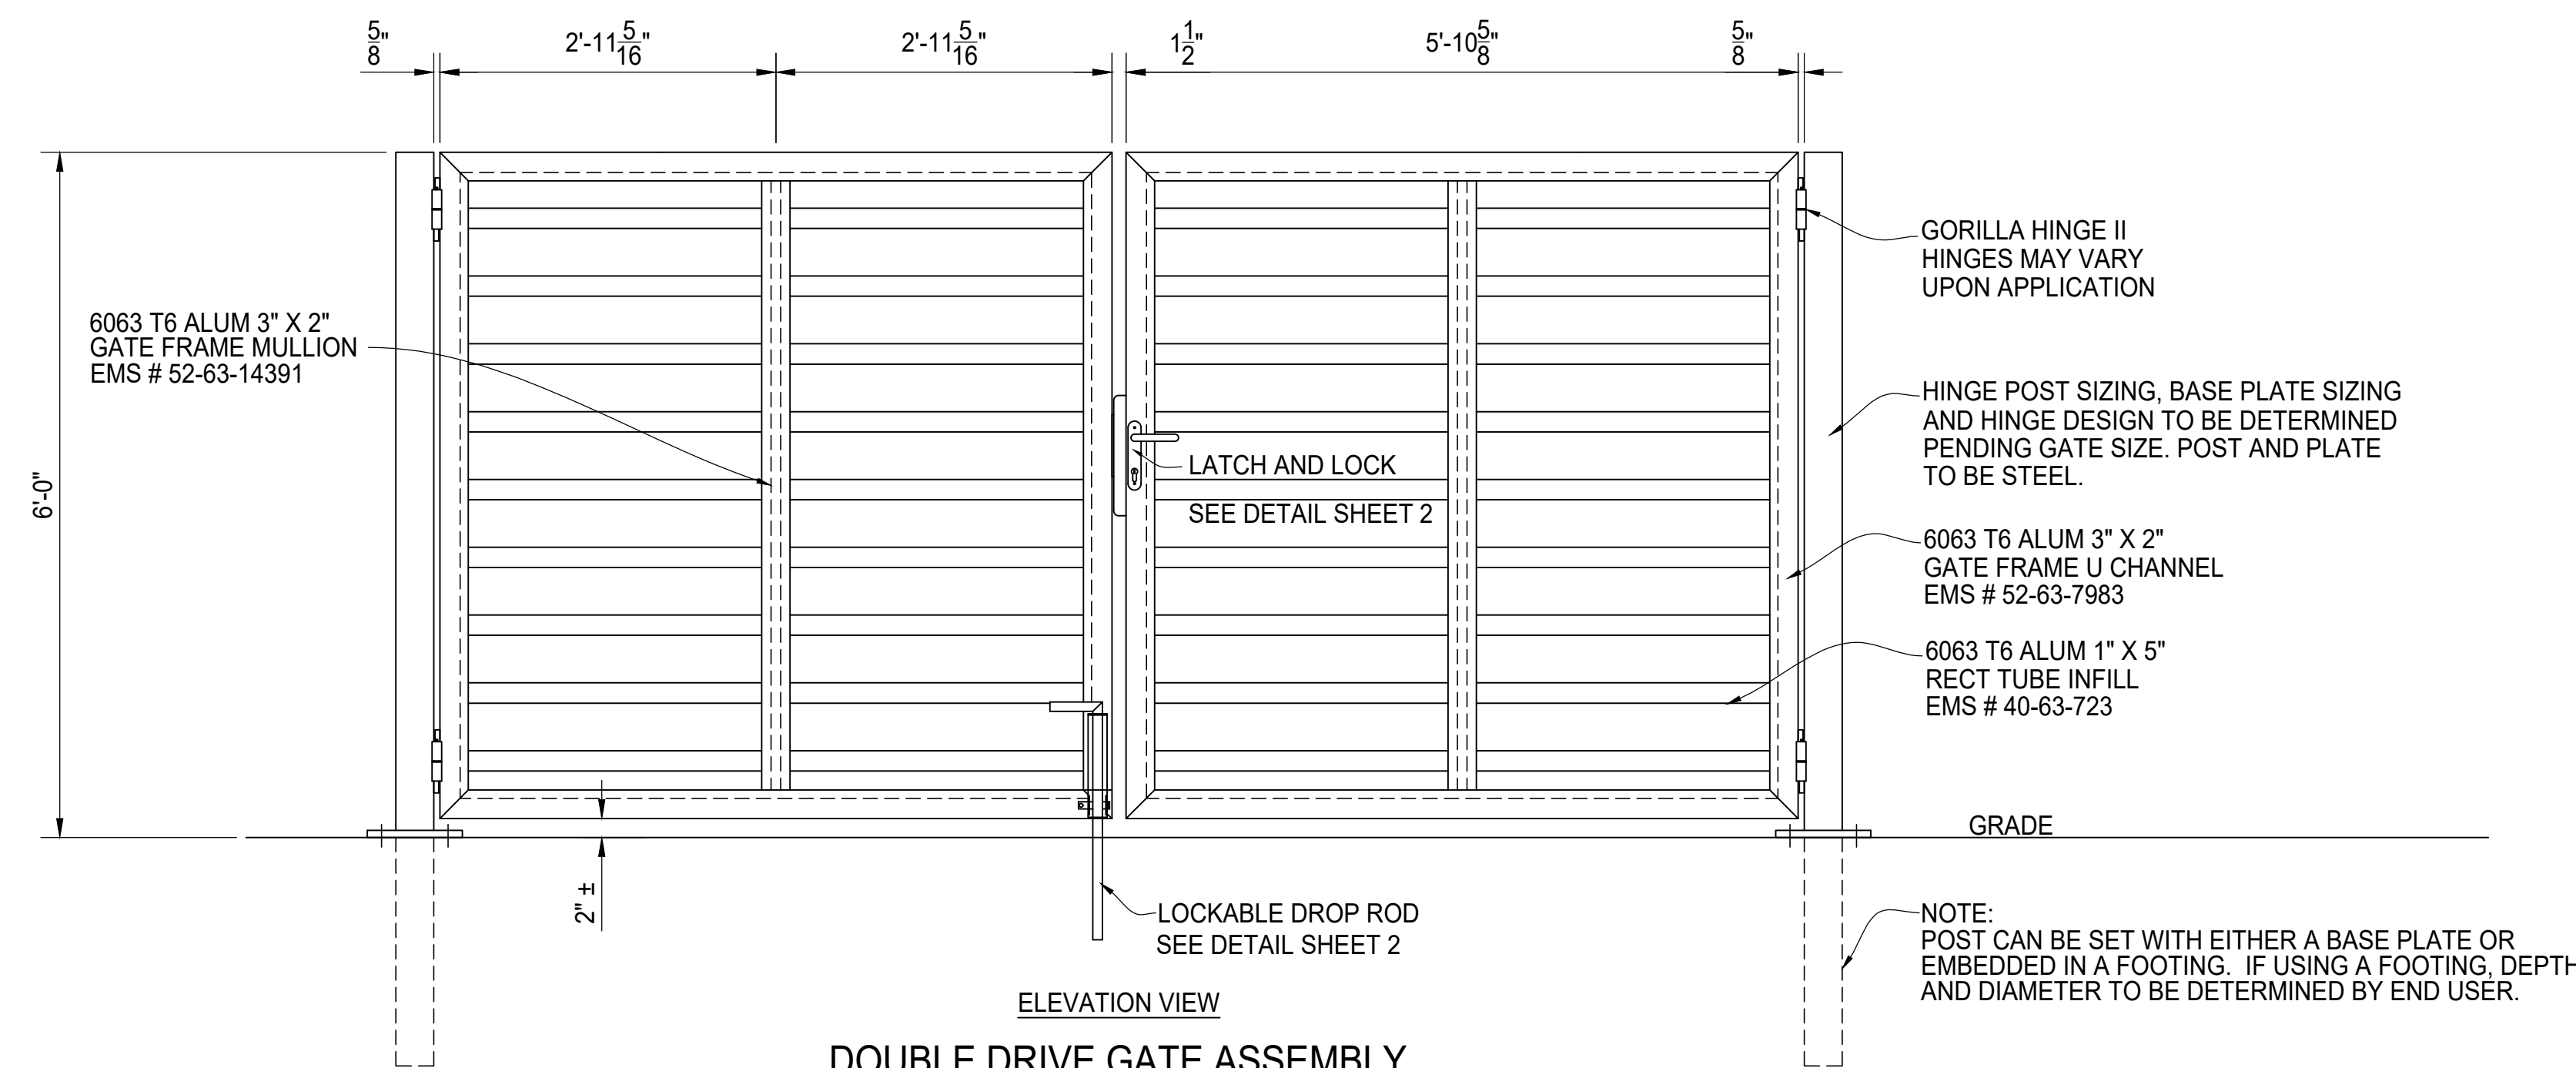 5/8" 2'-11 5/16" 2'-11 5/16" 1 1/2" 5'-10 5/8" 5/8"
6'-0"
6063 T6 ALUM 3" X 2"
GATE FRAME MULLION
EMS # 52-63-14391
GORILLA HINGE II
HINGES MAY VARY
UPON APPLICATION
HINGE POST SIZING, BASE PLATE SIZING
AND HINGE DESIGN TO BE DETERMINED
PENDING GATE SIZE. POST AND PLATE
TO BE STEEL.
LATCH AND LOCK
SEE DETAIL SHEET 2
6063 T6 ALUM 3" X 2"
GATE FRAME U CHANNEL
EMS # 52-63-7983
6063 T6 ALUM 1" X 5"
RECT TUBE INFILL
EMS # 40-63-723
GRADE
2" ±
LOCKABLE DROP ROD
SEE DETAIL SHEET 2
NOTE:
POST CAN BE SET WITH EITHER A BASE PLATE OR
EMBEDDED IN A FOOTING. IF USING A FOOTING, DEPTH
AND DIAMETER TO BE DETERMINED BY END USER.
ELEVATION VIEW
DOUBLE DRIVE GATE ASSEMBLY